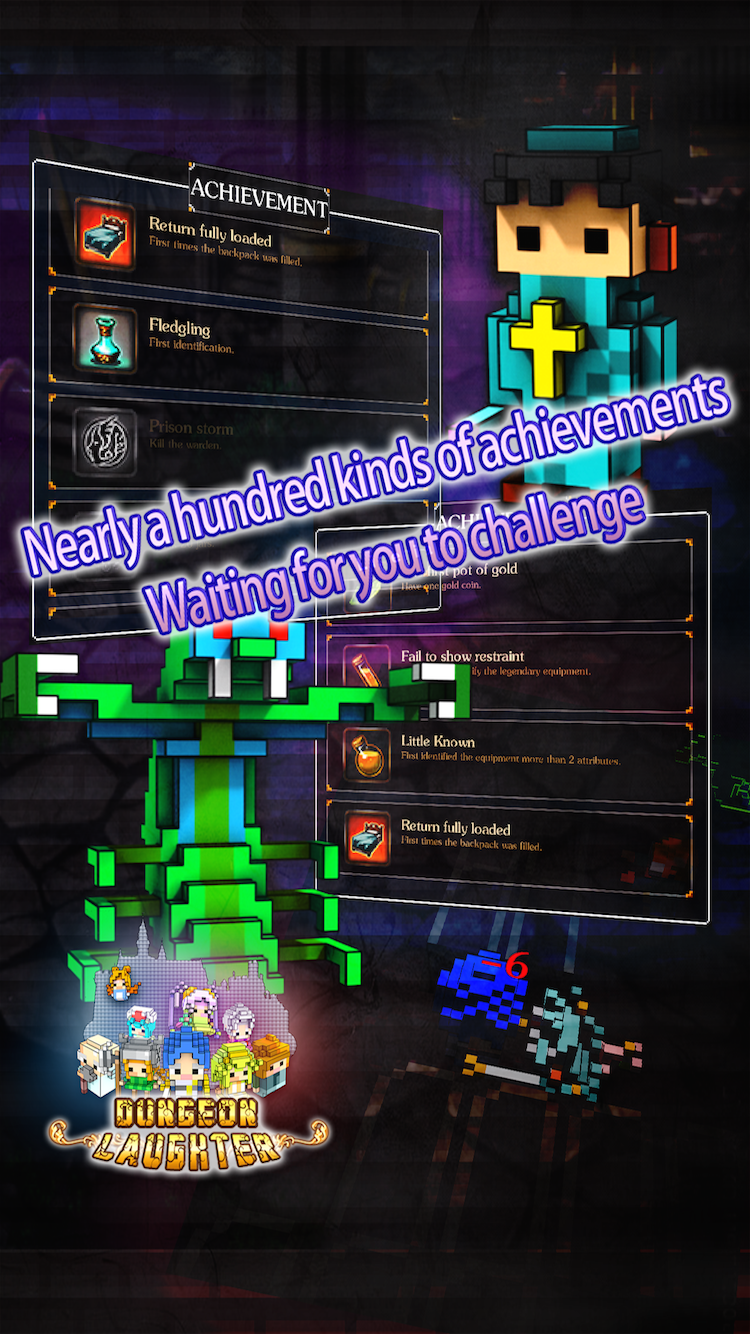 ACHIEVEMENT
Return fully loaded
First times the backpack was filled.
Fledgling
First identification.
Prison storm
Kill the warden.
Nearly a hundred kinds of achievements
Waiting for you to challenge
pot of gold
Have one gold coin.
Fail to show restraint
the legendary equipment.
Little Known
First identified the equipment more than 2 attributes.
Return fully loaded
First times the backpack was filled.
-6
DUNGEON
LAUGHTER